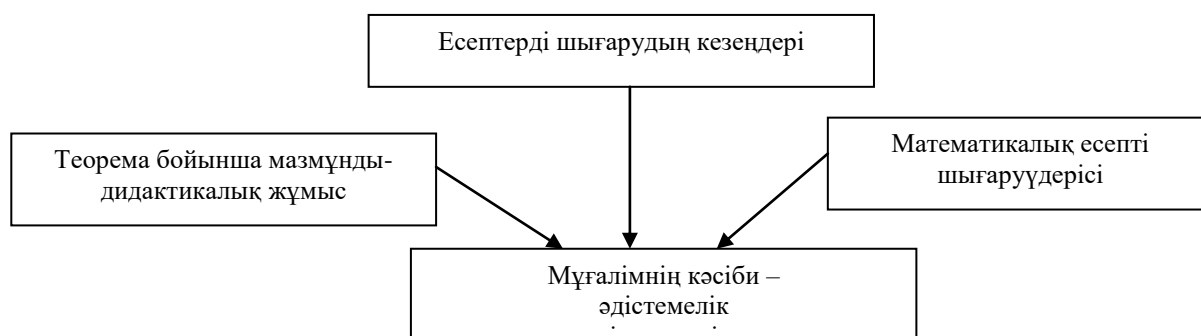 Есептерді шығарудың кезеңдері
Теорема бойынша мазмұнды-
дидактикалық жұмыс
Математикалық есепті
шығаруүдерісі
Мұғалімнің кәсіби –
әдістемелік